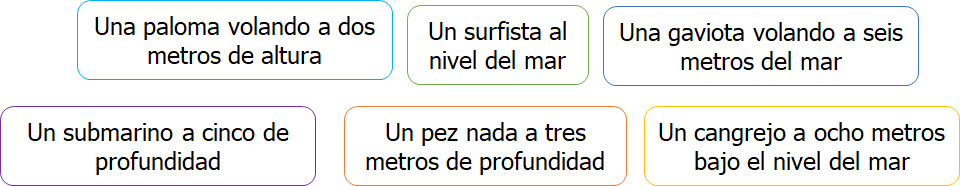 Una paloma volando a dos
metros de altura
Un surfista al
nivel del mar
Una gaviota volando a seis
metros del mar
Un submarino a cinco de
profundidad
Un pez nada a tres
metros de profundidad
Un cangrejo a ocho metros
bajo el nivel del mar